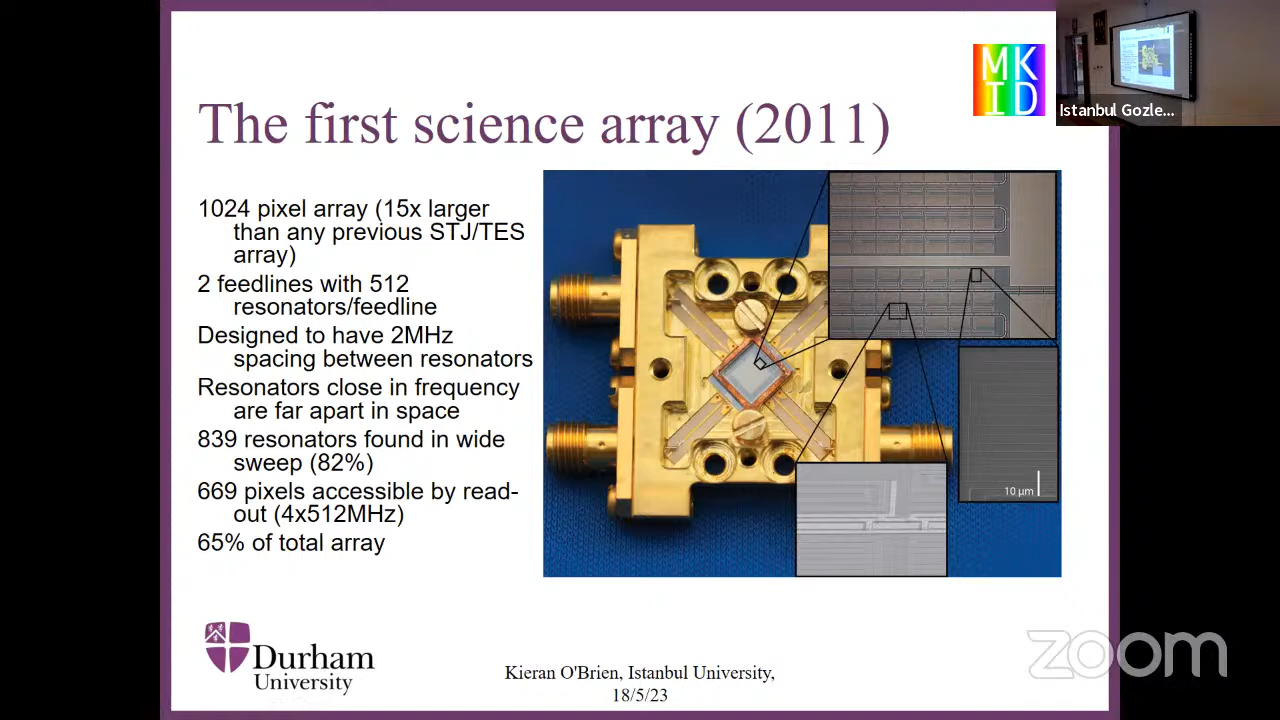 The first science array (2011)
MK
ID
Istanbul Gozle...
1024 pixel array (15x larger
than any previous STJ/TES
array)
2 feedlines with 512
resonators/feedline
Designed to have 2MHz
spacing between resonators
Resonators close in frequency
are far apart in space
839 resonators found in wide
sweep (82%)
669 pixels accessible by read-
out (4x512MHz)
65% of total array
10 µm
Durham
University
Kieran O'Brien, Istanbul University,
18/5/23
zoom